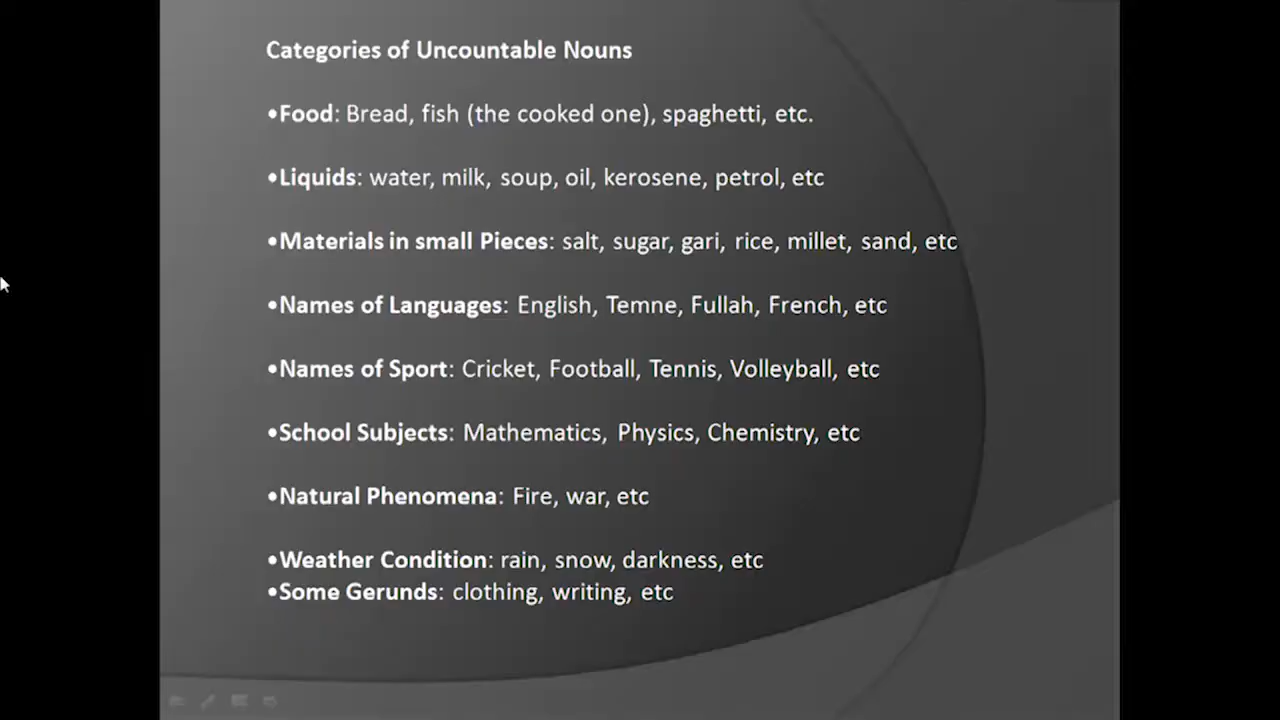 Categories of Uncountable Nouns
•Food: Bread, fish (the cooked one), spaghetti, etc.
•Liquids: water, milk, soup, oil, kerosene, petrol, etc
•Materials in small Pieces: salt, sugar, gari, rice, millet, sand, etc
•Names of Languages: English, Temne, Fullah, French, etc
•Names of Sport: Cricket, Football, Tennis, Volleyball, etc
•School Subjects: Mathematics, Physics, Chemistry, etc
•Natural Phenomena: Fire, war, etc
•Weather Condition: rain, snow, darkness, etc
•Some Gerunds: clothing, writing, etc